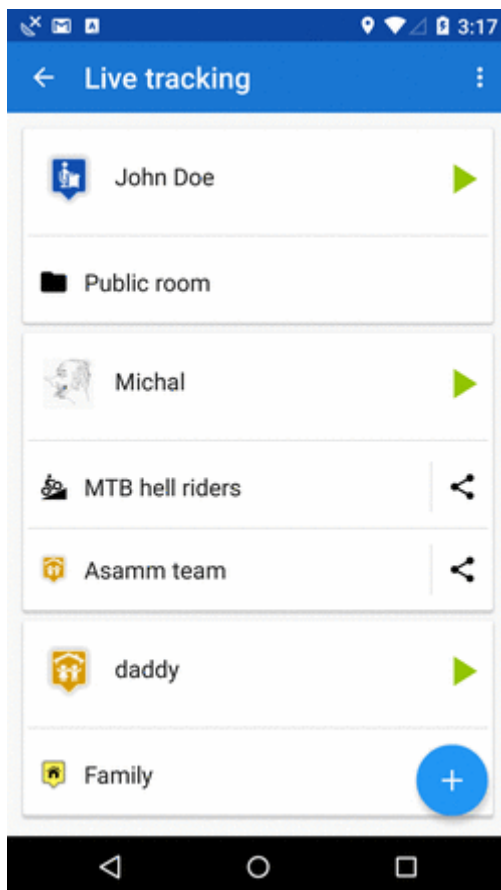 3:17
Live tracking
John Doe
Public room
Michal
MTB hell riders
Asamm team
daddy
Family